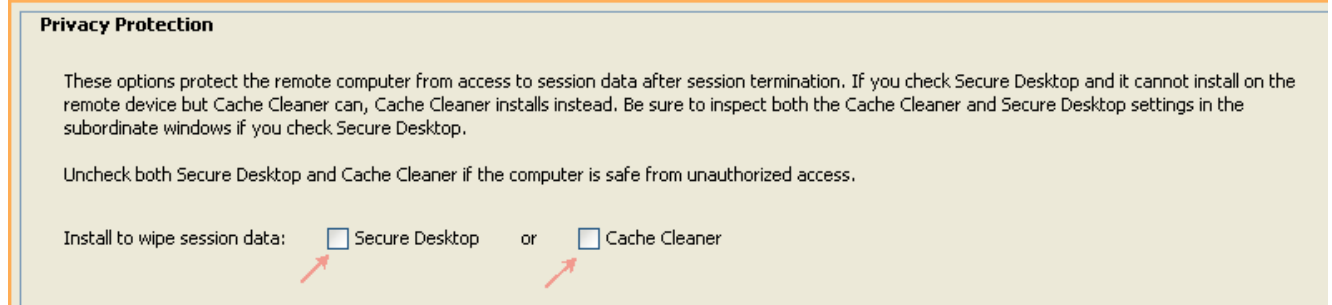 Privacy Protection
These options protect the remote computer from access to session data after session termination. If you check Secure Desktop and it cannot install on the
remote device but Cache Cleaner can, Cache Cleaner installs instead. Be sure to inspect both the Cache Cleaner and Secure Desktop settings in the
subordinate windows if you check Secure Desktop.
Uncheck both Secure Desktop and Cache Cleaner if the computer is safe from unauthorized access.
Install to wipe session data: Secure Desktop or Cache Cleaner